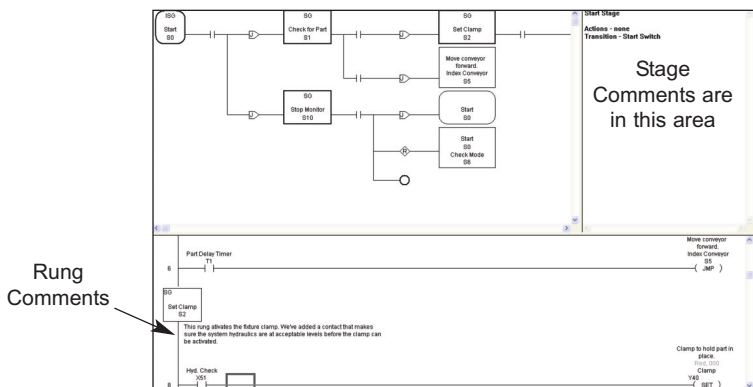 ISG
Start
S0
SG
Check for Part
S1
SG
Set Clamp
S2
J
J
J
Move conveyor
forward.
Index Conveyor
S5
SG
Stop Monitor
S10
J
J
Start
S0
R
Start
S0
Check Mode
S6
Start Stage
Actions - none
Transition - Start Switch
Stage
Comments are
in this area
Rung
Comments
6
Part Delay Timer
T1
Move conveyor
forward.
Index Conveyor
S5
( JMP )
SG
Set Clamp
S2
This rung ativates the fixture clamp. We've added a contact that makes
sure the system hydraulics are at acceptable levels before the clamp can
be activated.
8
Hyd. Check
X51
Clamp to hold part in
place.
Red, 000
Clamp
Y40
( SET )